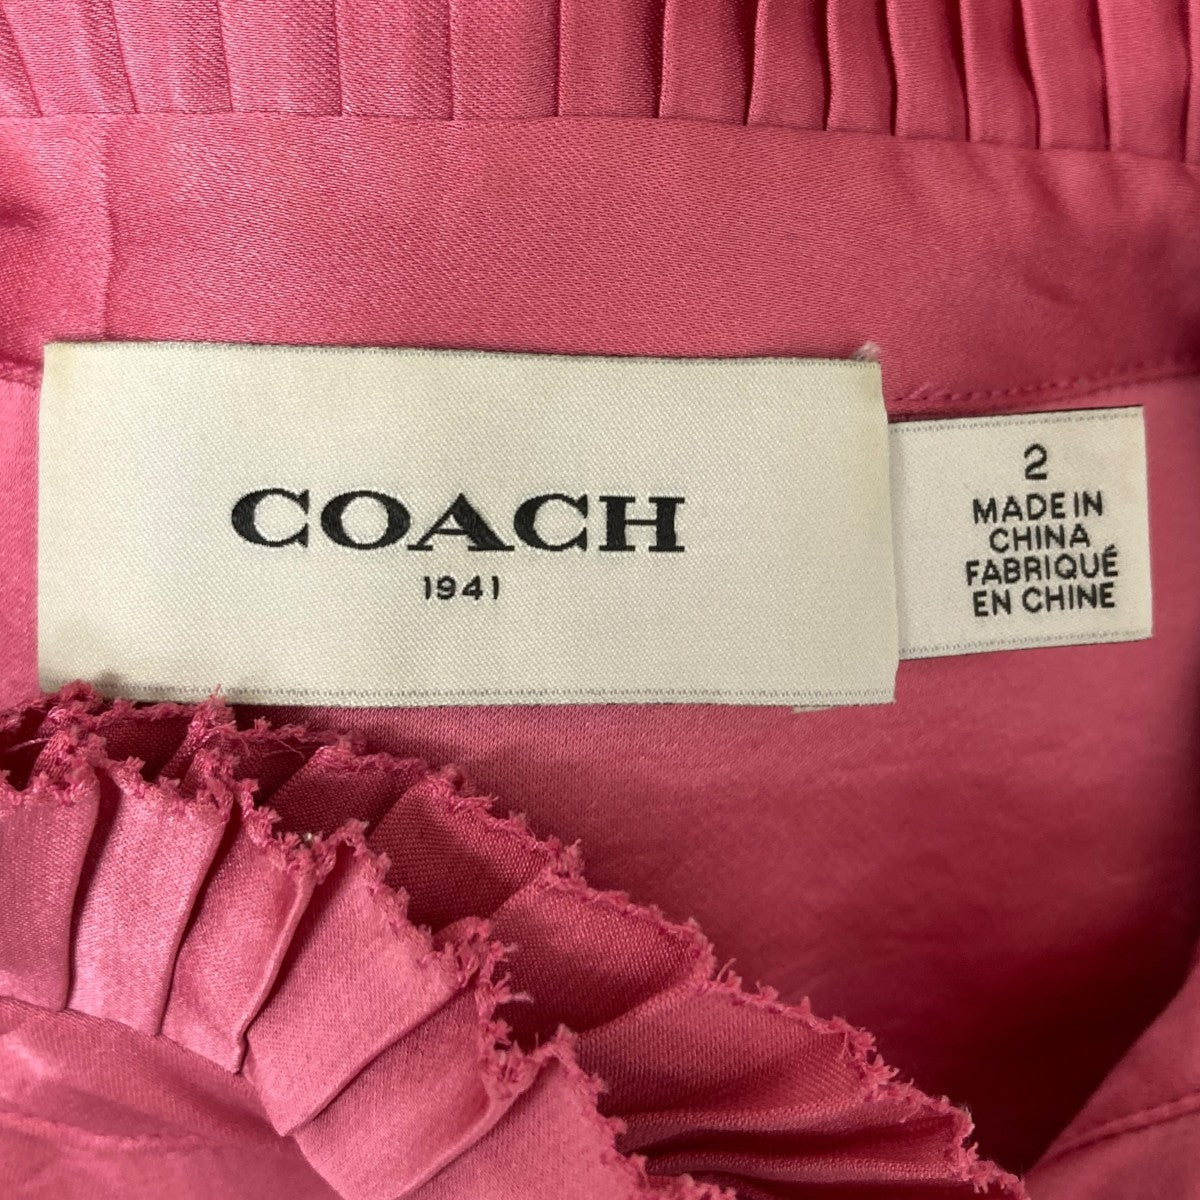 COACH
1941
2
MADE IN
CHINA
FABRIQUÉ
EN CHINE